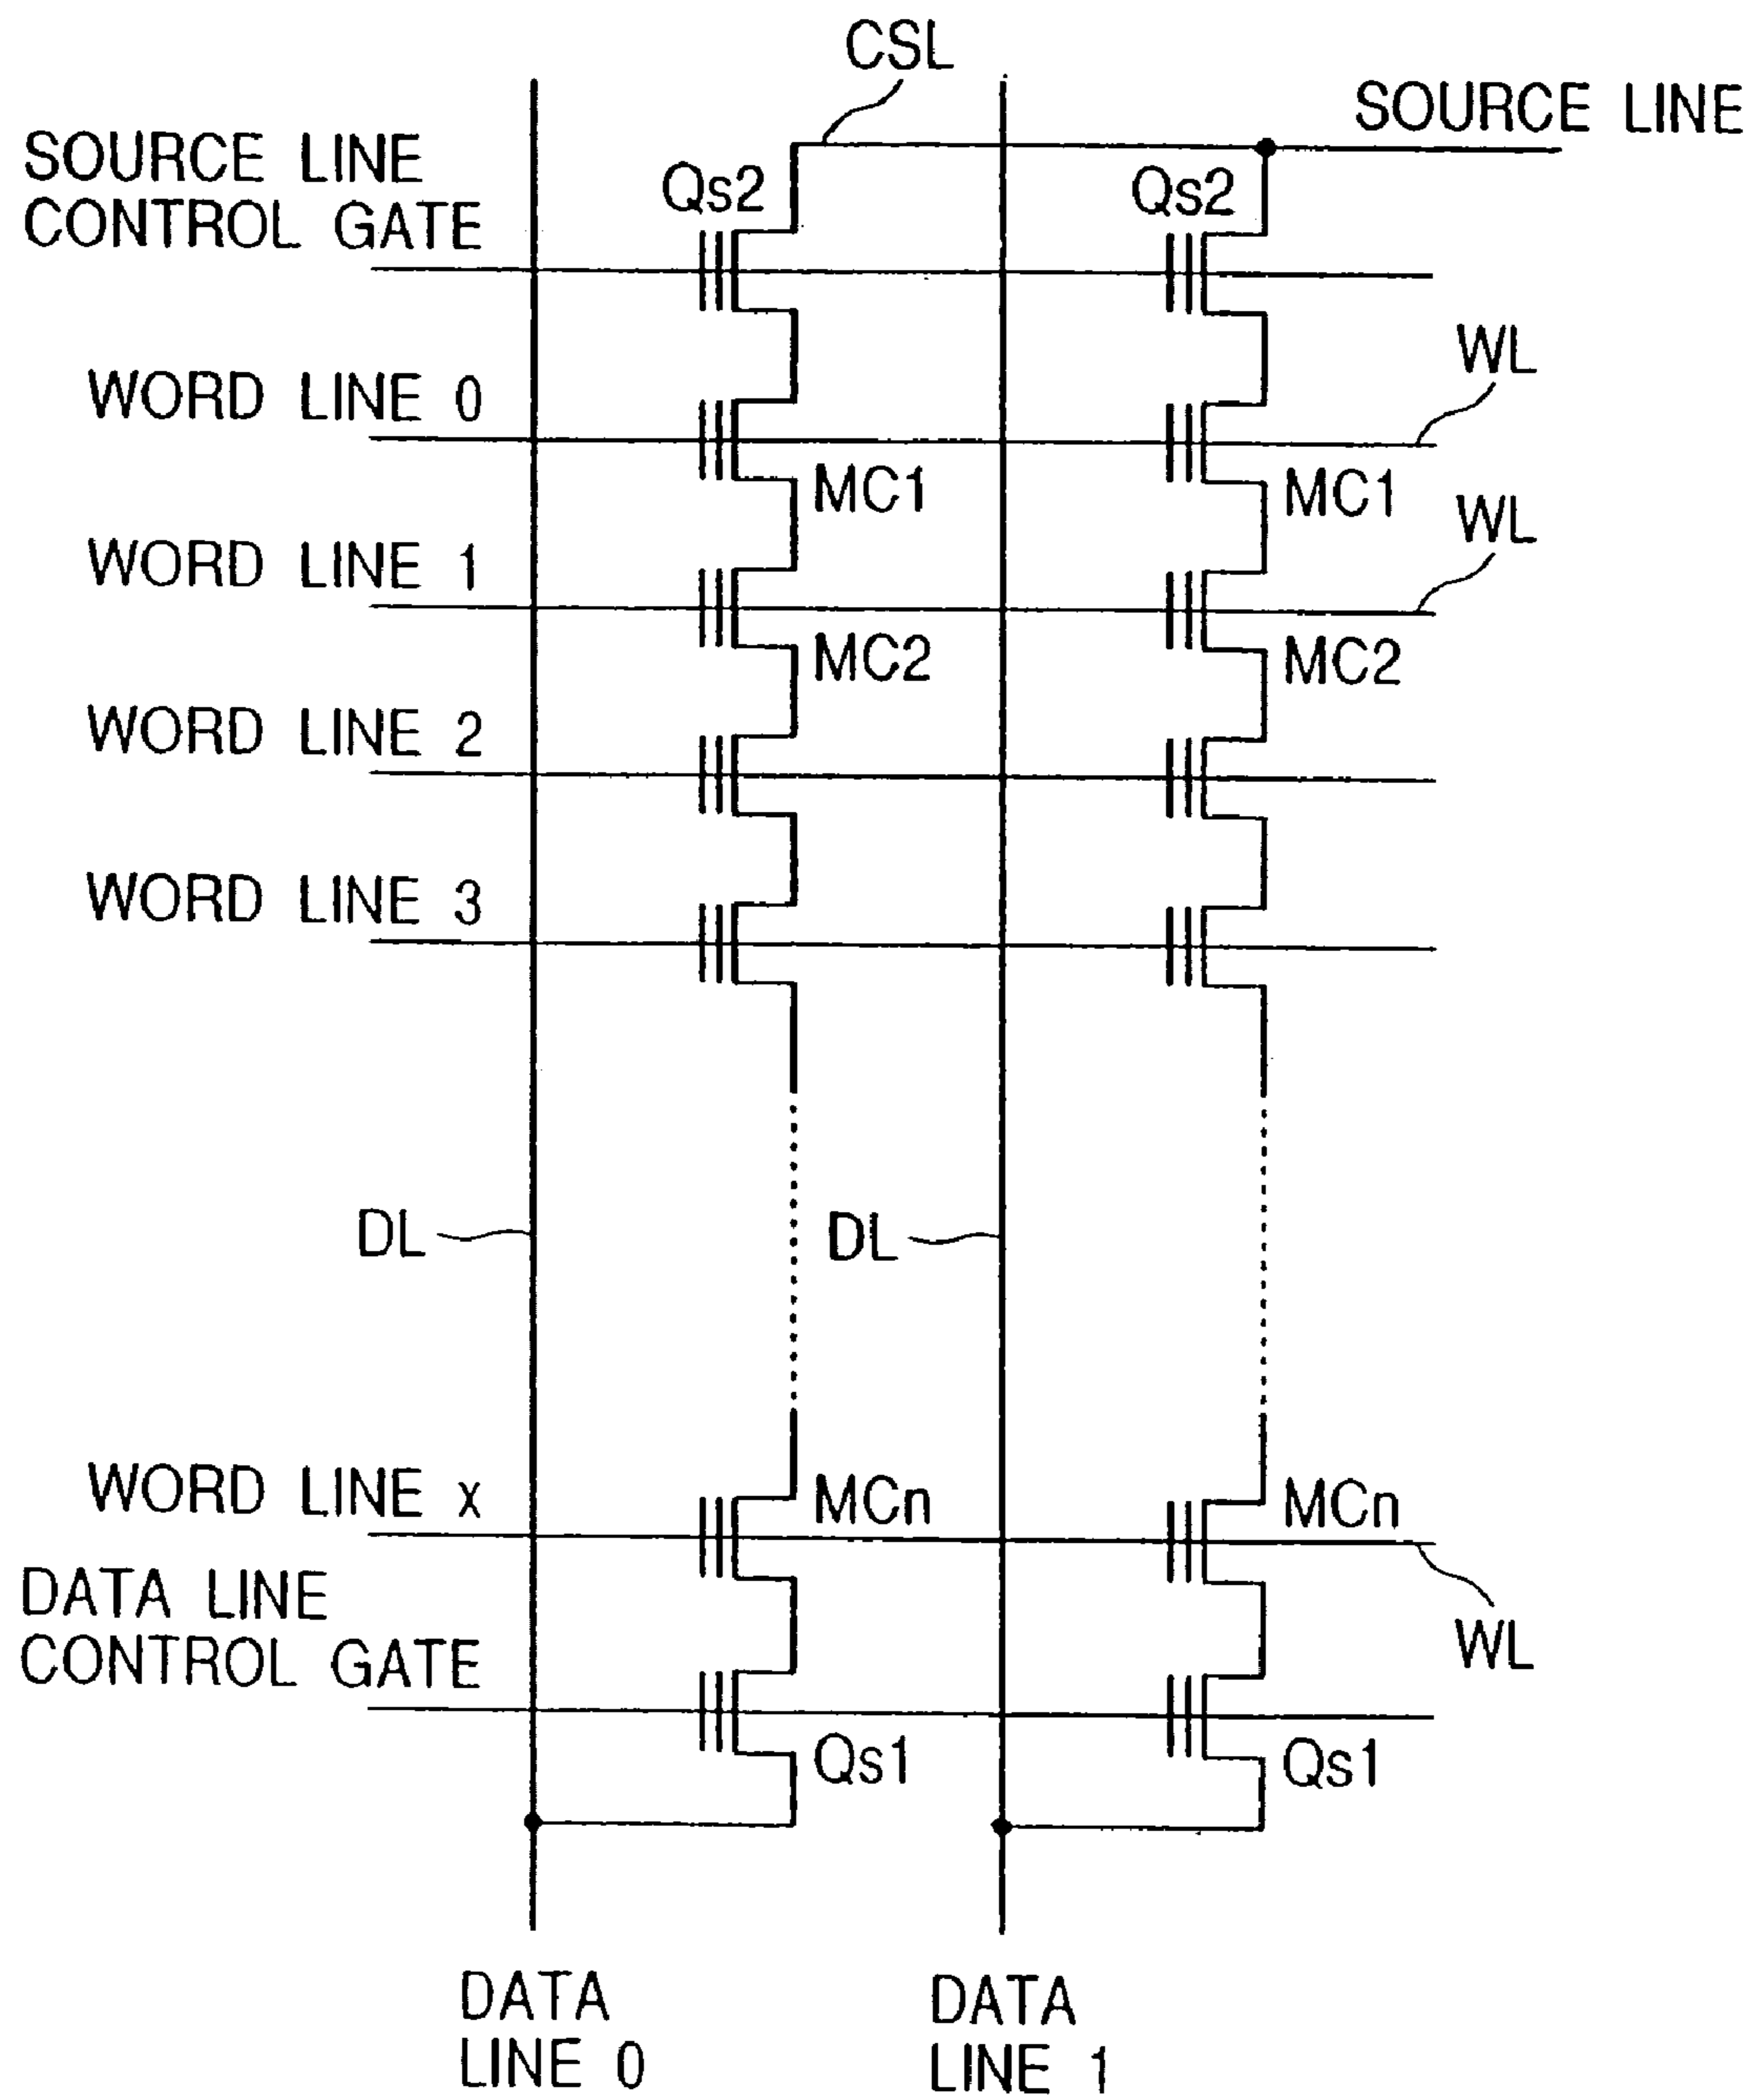 CSL
SOURCE LINE
SOURCE LINE
CONTROL GATE
Qs2
Qs2
WL
WORD LINE 0
MC1
MC1
WL
WORD LINE 1
MC2
MC2
WORD LINE 2
WORD LINE 3
DL
DL
WORD LINE x
MCn
MCn
DATA LINE
CONTROL GATE
WL
Qs1
Qs1
DATA
LINE 0
DATA
LINE 1